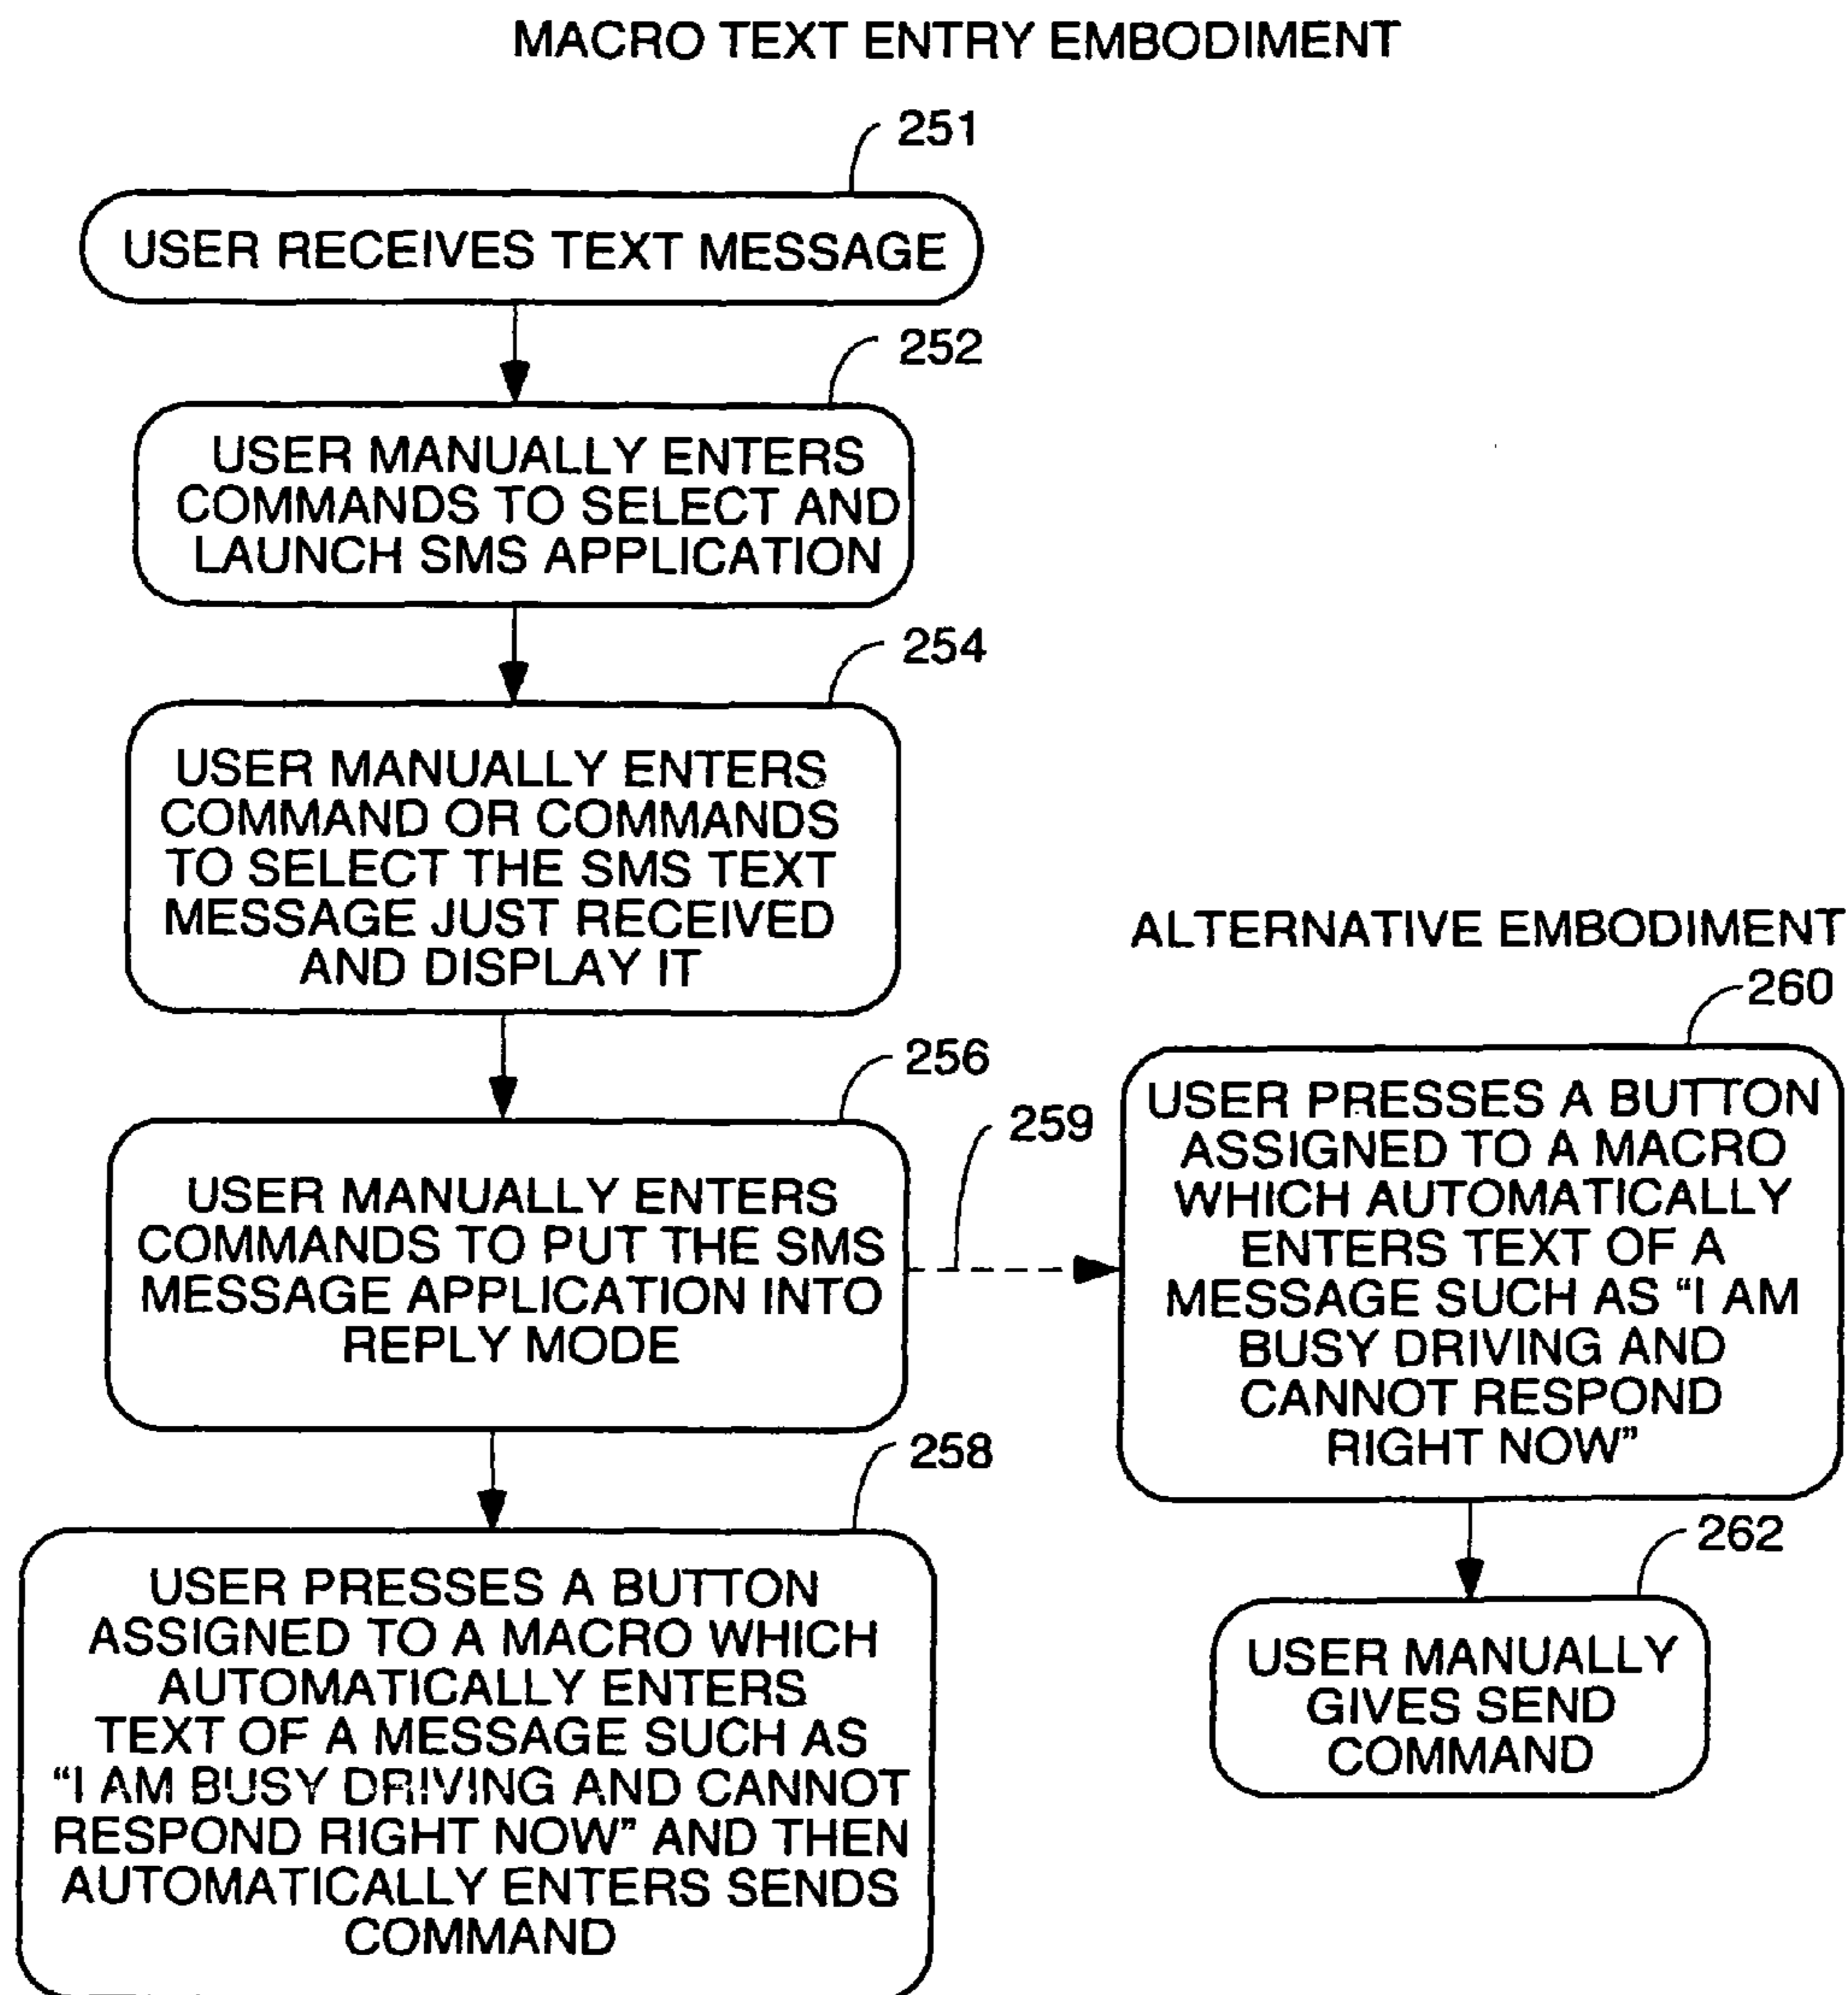 MACRO TEXT ENTRY EMBODIMENT
251
USER RECEIVES TEXT MESSAGE
252
USER MANUALLY ENTERS
COMMANDS TO SELECT AND
LAUNCH SMS APPLICATION
254
USER MANUALLY ENTERS
COMMAND OR COMMANDS
TO SELECT THE SMS TEXT
MESSAGE JUST RECEIVED
AND DISPLAY IT
256
USER MANUALLY ENTERS
COMMANDS TO PUT THE SMS
MESSAGE APPLICATION INTO
REPLY MODE
258
USER PRESSES A BUTTON
ASSIGNED TO A MACRO WHICH
AUTOMATICALLY ENTERS
TEXT OF A MESSAGE SUCH AS
“I AM BUSY DRIVING AND CANNOT
RESPOND RIGHT NOW” AND THEN
AUTOMATICALLY ENTERS SENDS
COMMAND
259
ALTERNATIVE EMBODIMENT
260
USER PRESSES A BUTTON
ASSIGNED TO A MACRO
WHICH AUTOMATICALLY
ENTERS TEXT OF A
MESSAGE SUCH AS “I AM
BUSY DRIVING AND
CANNOT RESPOND
RIGHT NOW”
262
USER MANUALLY
GIVES SEND
COMMAND